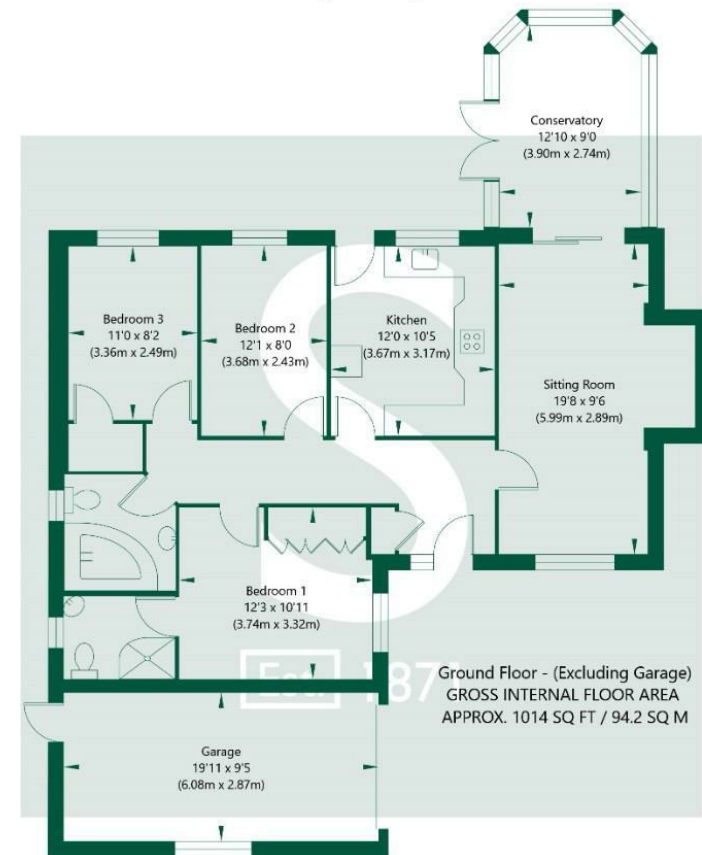 Conservatory
12'10 x 9'0
(3.90m x 2.74m)
Bedroom 3
11'0 x 8'2
(3.36m x 2.49m)
Bedroom 2
12'1 x 8'0
(3.68m x 2.43m)
Kitchen
12'0 x 10'5
(3.67m x 3.17m)
Sitting Room
19'8 x 9'6
(5.99m x 2.89m)
Bedroom 1
12'3 x 10'11
(3.74m x 3.32m)
Est. 1871
Ground Floor - (Excluding Garage)
GROSS INTERNAL FLOOR AREA
APPROX. 1014 SQ FT / 94.2 SQ M
Garage
19'11 x 9'5
(6.08m x 2.87m)
S